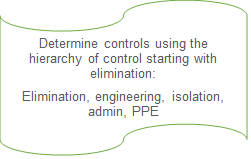 Determine controls using the
hierarchy of control starting with
elimination:
Elimination, engineering, isolation,
admin, PPE